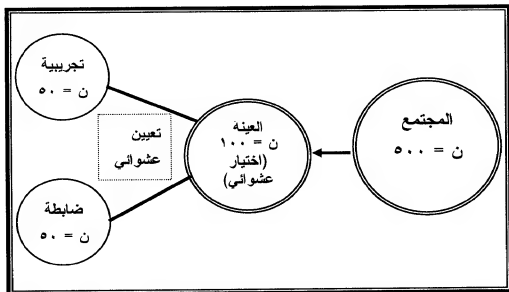 المجتمع
ن = ٥٠٠
العينة
ن = ١٠٠
(اختيار
عشوائي)
تعيين
عشوائي
تجريبية
ن = ٥٠
ضابطة
ن = ٥٠